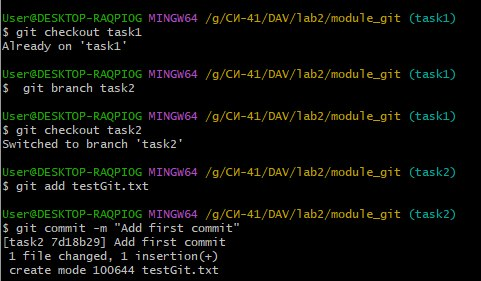 User@DESKTOP-RAQPIOG MINGW64 /g/СИ-41/DAV/lab2/module_git (task1)
$ git checkout task1
Already on 'task1'
User@DESKTOP-RAQPIOG MINGW64 /g/СИ-41/DAV/lab2/module_git (task1)
$  git branch task2
User@DESKTOP-RAQPIOG MINGW64 /g/СИ-41/DAV/lab2/module_git (task1)
$ git checkout task2
Switched to branch 'task2'
User@DESKTOP-RAQPIOG MINGW64 /g/СИ-41/DAV/lab2/module_git (task2)
$ git add testGit.txt
User@DESKTOP-RAQPIOG MINGW64 /g/СИ-41/DAV/lab2/module_git (task2)
$ git commit -m "Add first commit"
[task2 7d18b29] Add first commit
 1 file changed, 1 insertion(+)
 create mode 100644 testGit.txt